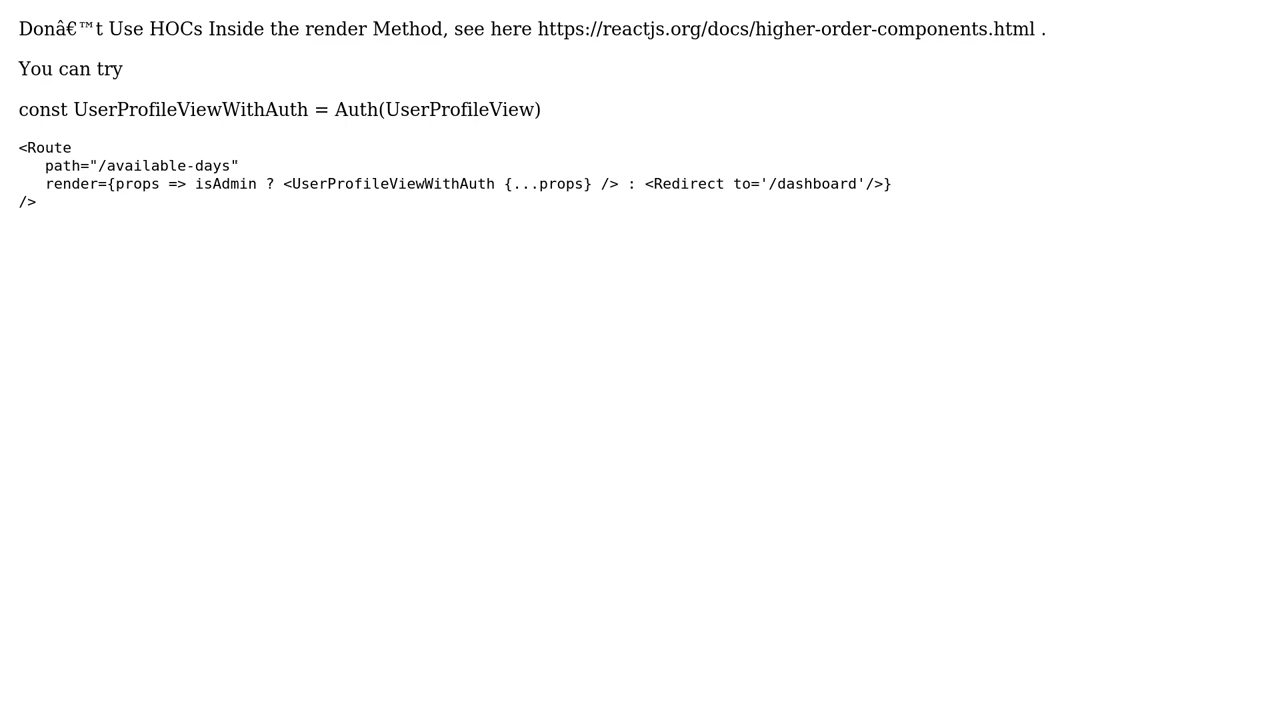 Donâ€™t Use HOCs Inside the render Method, see here https://reactjs.org/docs/higher-order-components.html .
You can try
const UserProfileViewWithAuth = Auth(UserProfileView)
<Route
   path="/available-days"
   render={props => isAdmin ? <UserProfileViewWithAuth {...props} /> : <Redirect to='/dashboard'/>}
/>